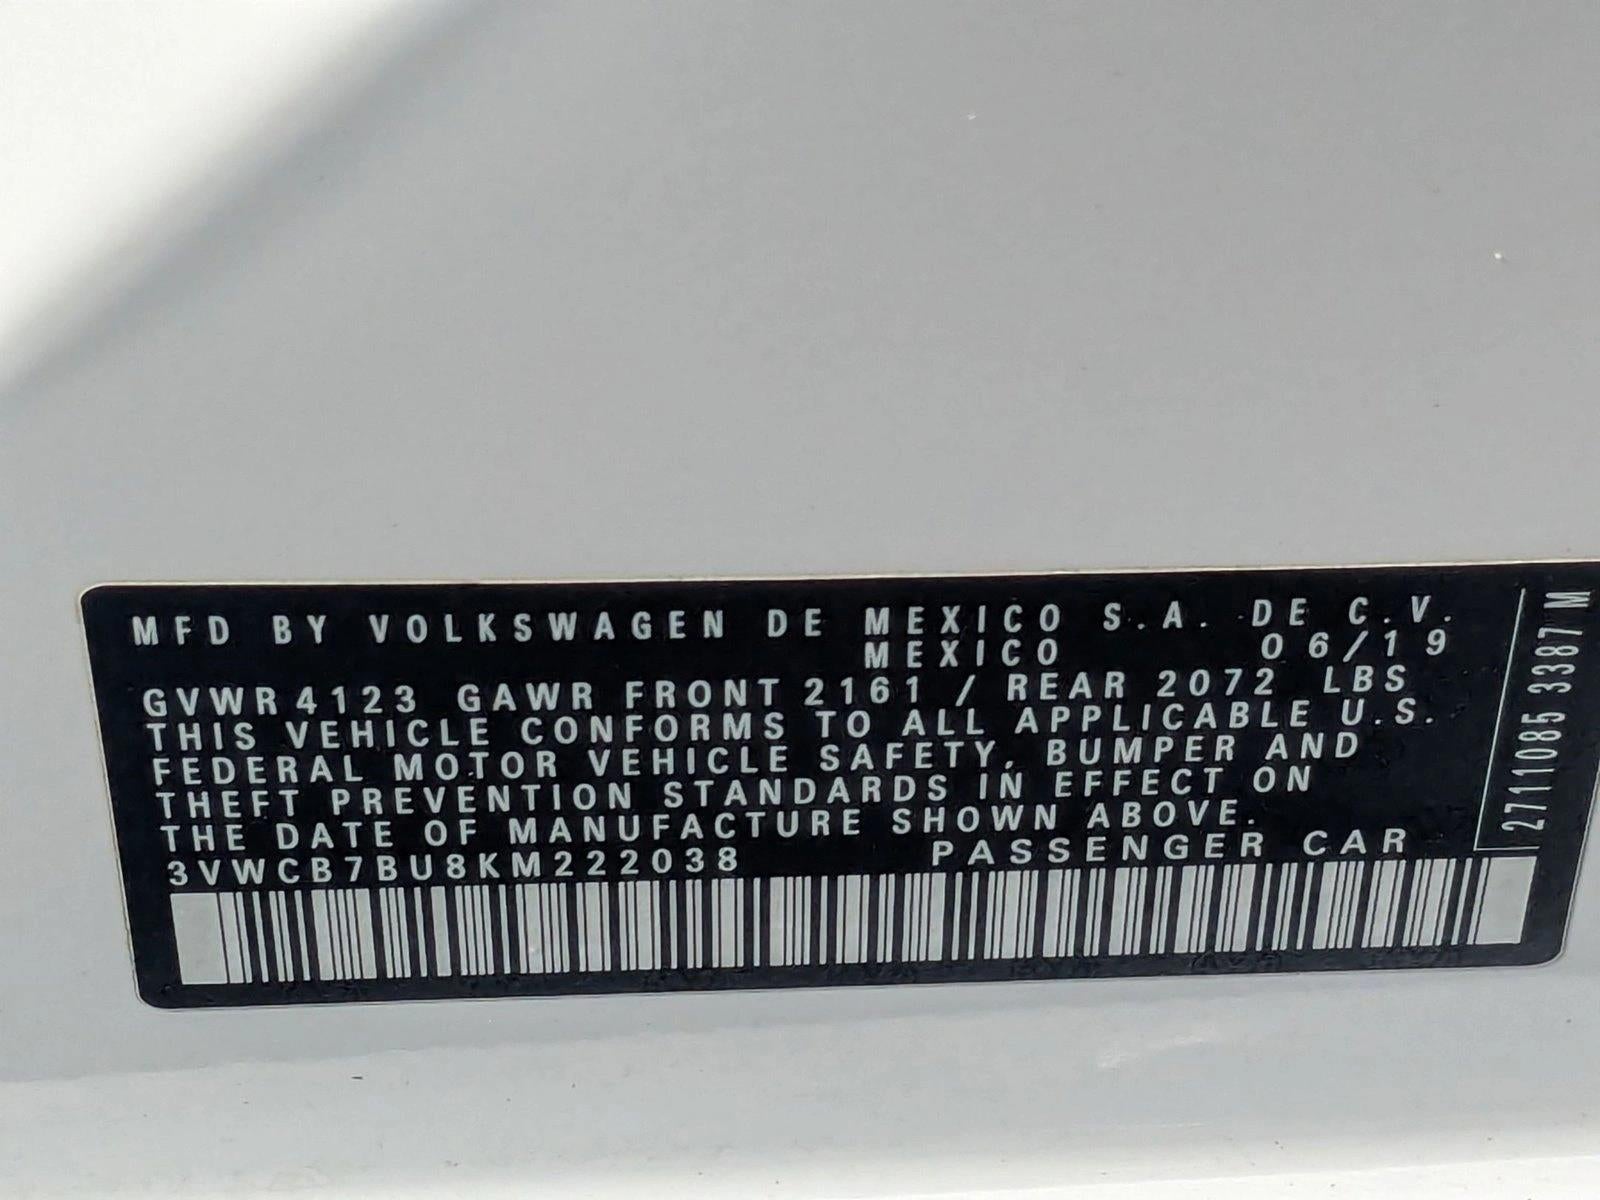 MFD BY VOLKSWAGEN DE MEXICO S.A. DE C.V.
MEXICO 06/19
GVWR 4123 GAWR FRONT 2161 / REAR 2072 LBS
THIS VEHICLE CONFORMS TO ALL APPLICABLE U.S.
FEDERAL MOTOR VEHICLE SAFETY, BUMPER AND
THEFT PREVENTION STANDARDS IN EFFECT ON
THE DATE OF MANUFACTURE SHOWN ABOVE.
3VWCB7BU8KM222038 PASSENGER CAR
2711085 3387 M